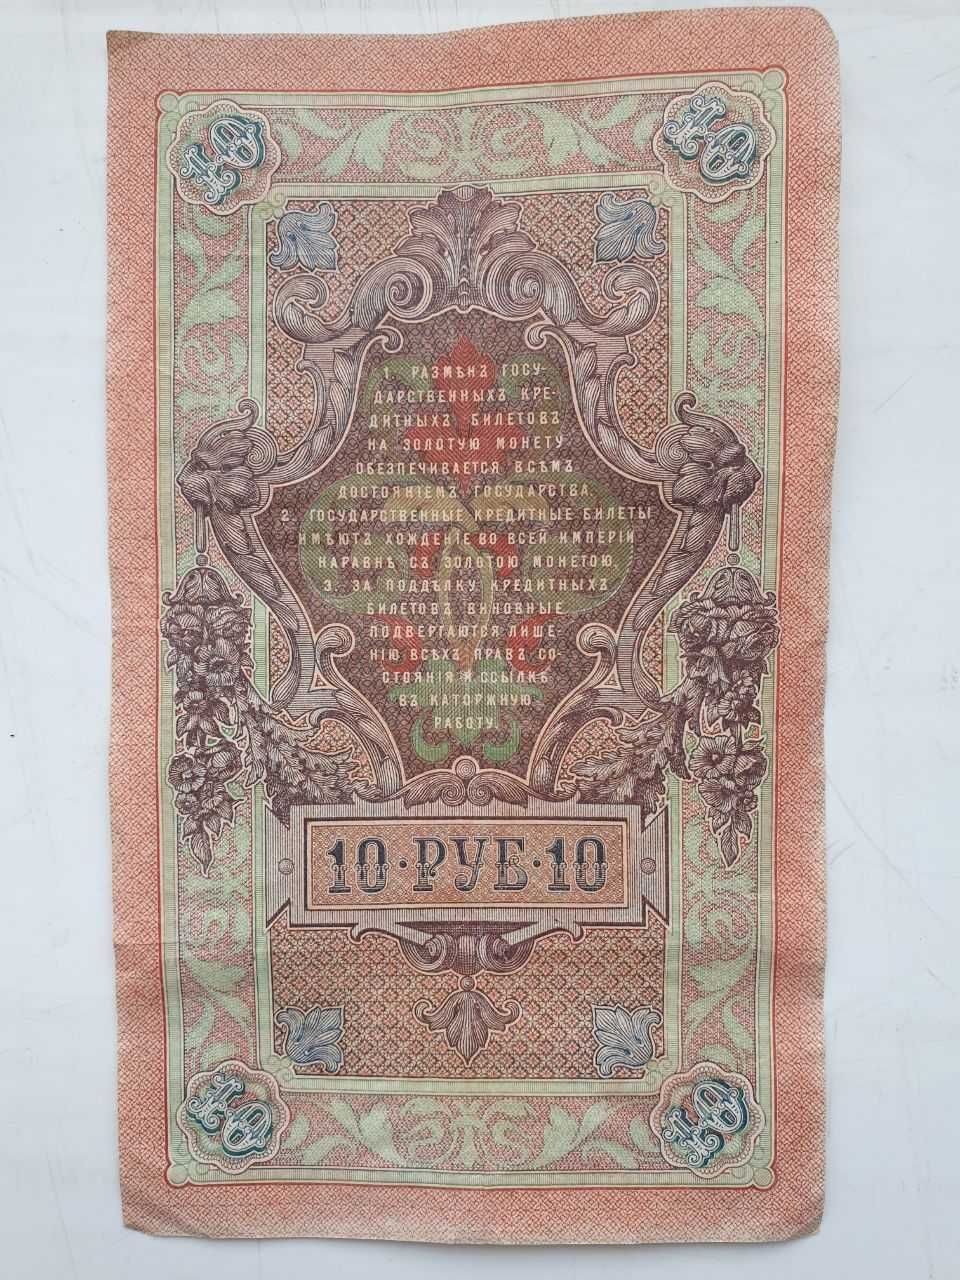 10
10
1. РАЗМѢНЪ ГОСУ-
ДАРСТВЕННЫХЪ КРЕ-
ДИТНЫХЪ БИЛЕТОВЪ
НА ЗОЛОТУЮ МОНЕТУ
ОБЕЗПЕЧИВАЕТСЯ ВСѢМЪ
ДОСТОЯНІЕМЪ ГОСУДАРСТВА.
2. ГОСУДАРСТВЕННЫЕ КРЕДИТНЫЕ БИЛЕТЫ
ИМѢЮТЪ ХОЖДЕНІЕ ВО ВСЕЙ ИМПЕРІИ
НАРАВНѢ СЪ ЗОЛОТОЮ МОНЕТОЮ.
3. ЗА ПОДДѢЛКУ КРЕДИТНЫХЪ
БИЛЕТОВЪ ВИНОВНЫЕ
ПОДВЕРГАЮТСЯ ЛИШЕ-
НІЮ ВСѢХЪ ПРАВЪ СО-
СТОЯНІЯ И ССЫЛКѢ
ВЪ КАТОРЖНУЮ
РАБОТУ.
10·РУБ·10
10
10